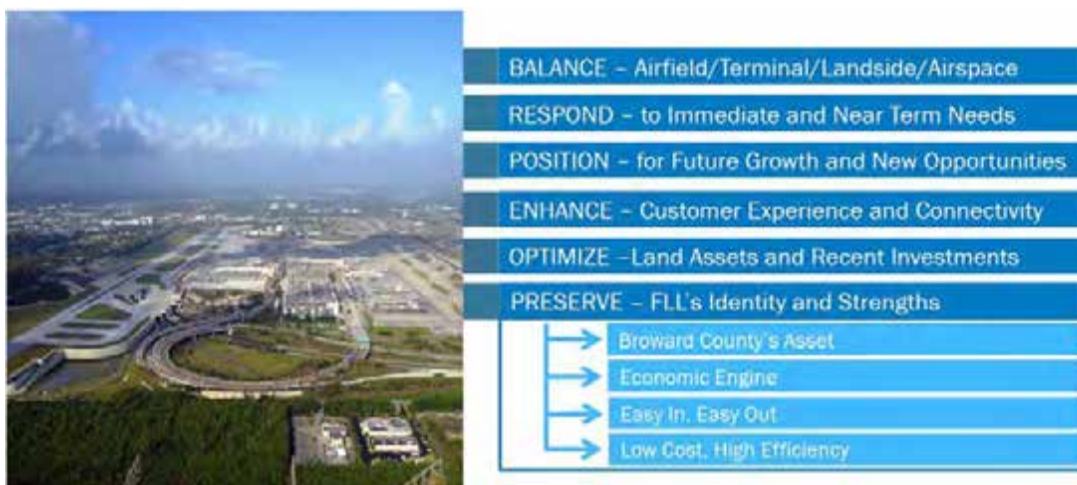 BALANCE – Airfield/Terminal/Landside/Airspace
RESPOND – to Immediate and Near Term Needs
POSITION – for Future Growth and New Opportunities
ENHANCE – Customer Experience and Connectivity
OPTIMIZE –Land Assets and Recent Investments
PRESERVE – FLL's Identity and Strengths
Broward County's Asset
Economic Engine
Easy In, Easy Out
Low Cost, High Efficiency